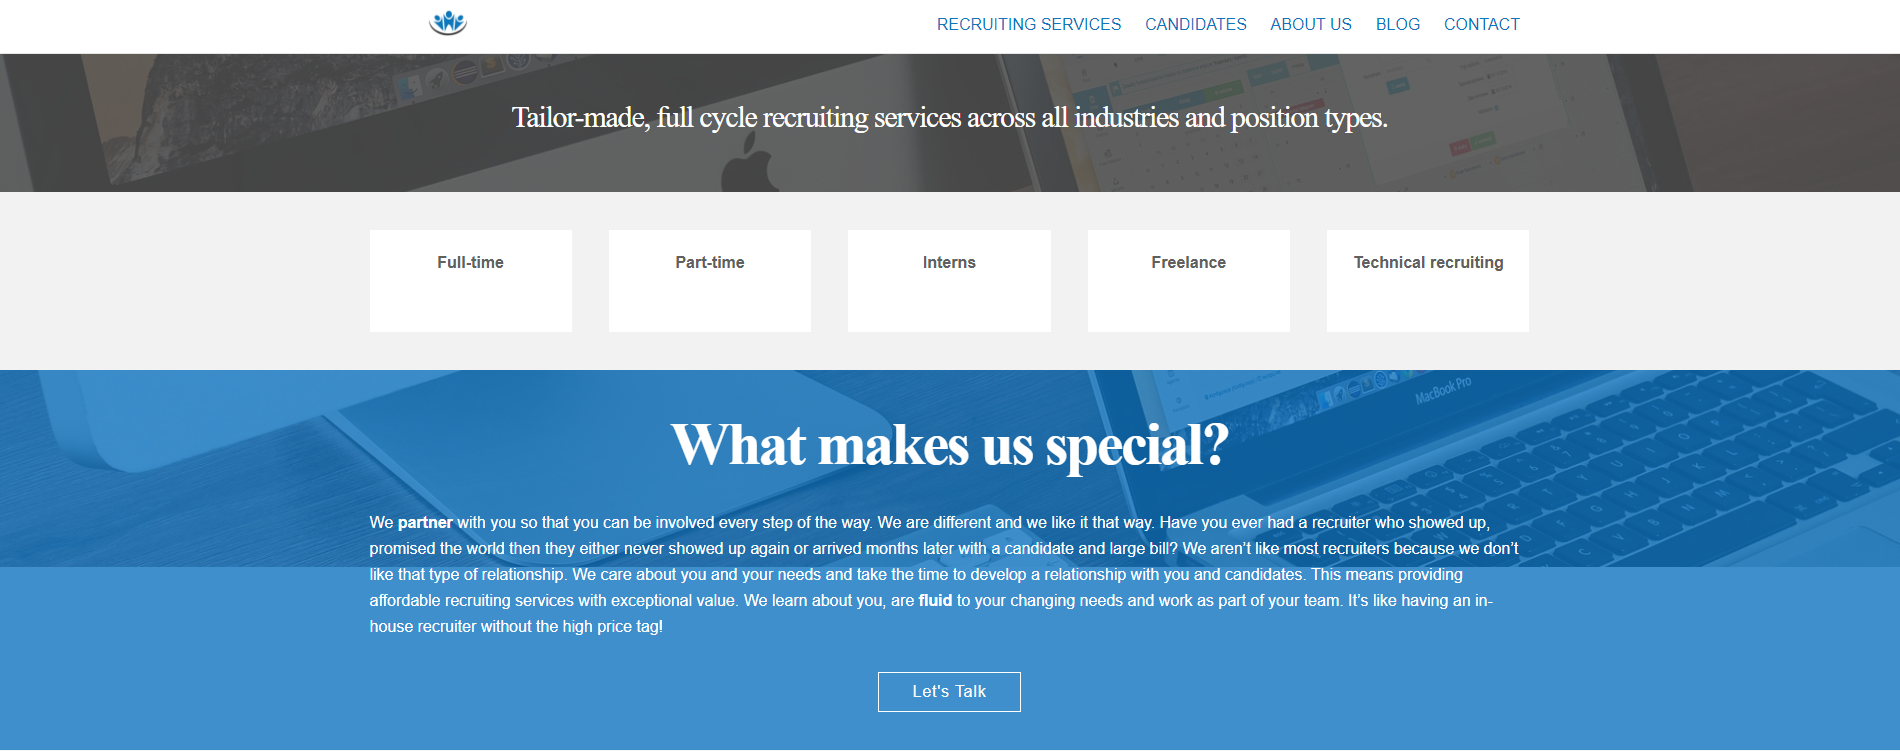 RECRUITING SERVICES CANDIDATES ABOUT US BLOG CONTACT
Tailor-made, full cycle recruiting services across all industries and position types.
Full-time
Part-time
Interns
Freelance
Technical recruiting
MacBook Pro
What makes us special?
We partner with you so that you can be involved every step of the way. We are different and we like it that way. Have you ever had a recruiter who showed up,
promised the world then they either never showed up again or arrived months later with a candidate and large bill? We aren’t like most recruiters because we don’t
like that type of relationship. We care about you and your needs and take the time to develop a relationship with you and candidates. This means providing
affordable recruiting services with exceptional value. We learn about you, are fluid to your changing needs and work as part of your team. It’s like having an in-
house recruiter without the high price tag!
Let's Talk